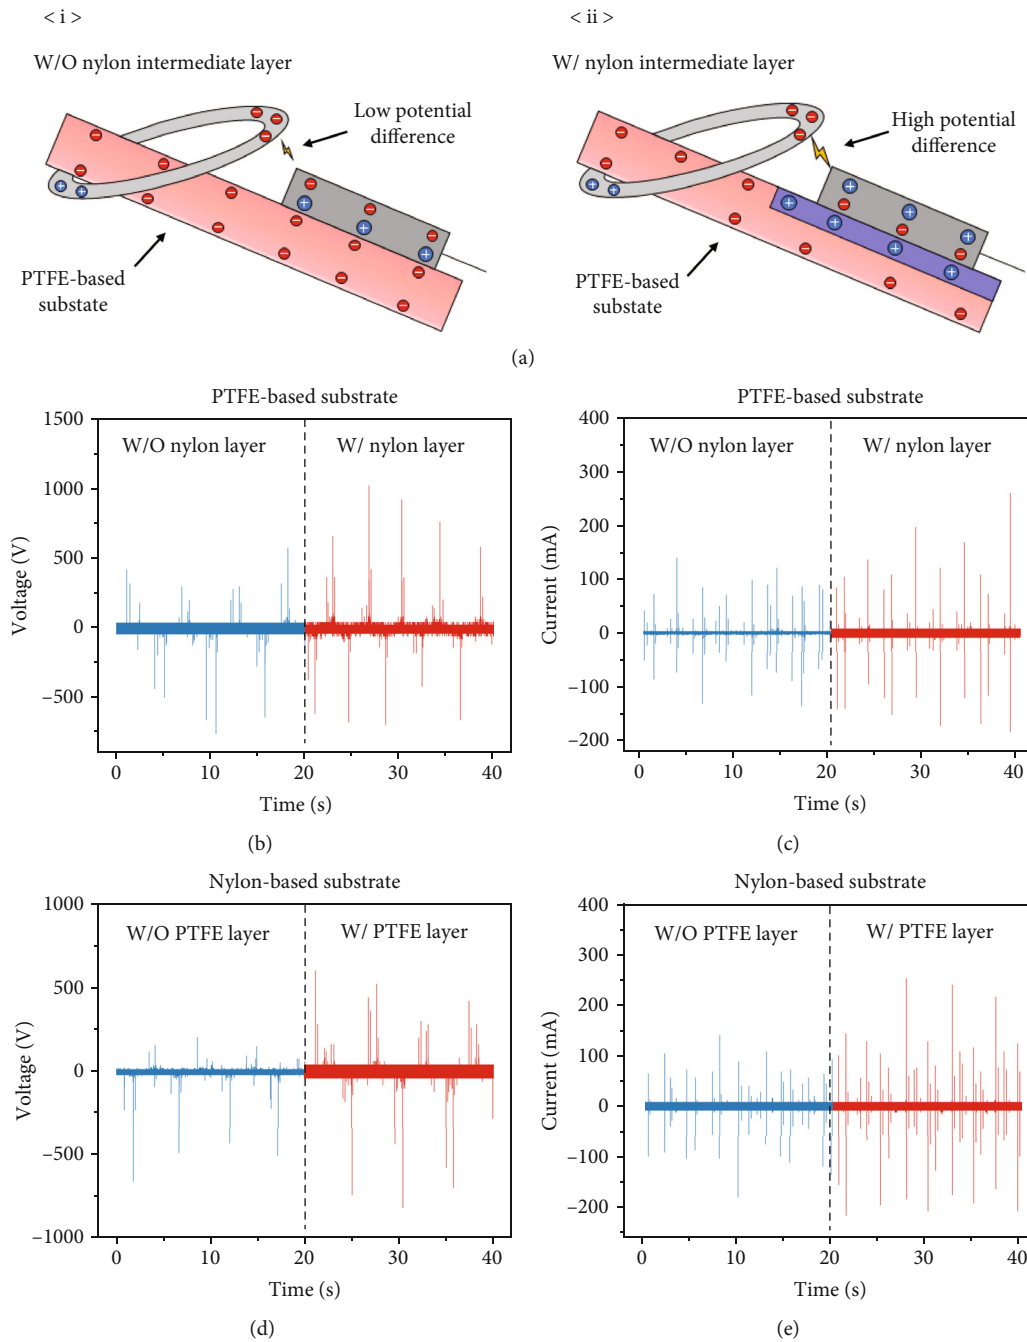 < i >
< ii >
W/O nylon intermediate layer
W/ nylon intermediate layer
Low potential
difference
High potential
difference
PTFE-based
substate
PTFE-based
substrate
(a)
PTFE-based substrate
1500
1000
500
0
−500
Voltage (V)
W/O nylon layer
W/ nylon layer
0
10
20
30
40
Time (s)
(b)
PTFE-based substrate
400
300
200
100
0
−100
−200
Current (mA)
W/O nylon layer
W/ nylon layer
0
10
20
30
40
Time (s)
(c)
Nylon-based substrate
1000
500
0
−500
−1000
Voltage (V)
W/O PTFE layer
W/ PTFE layer
0
10
20
30
40
Time (s)
(d)
Nylon-based substrate
400
300
200
100
0
−100
−200
Current (mA)
W/O PTFE layer
W/ PTFE layer
0
10
20
30
40
Time (s)
(e)